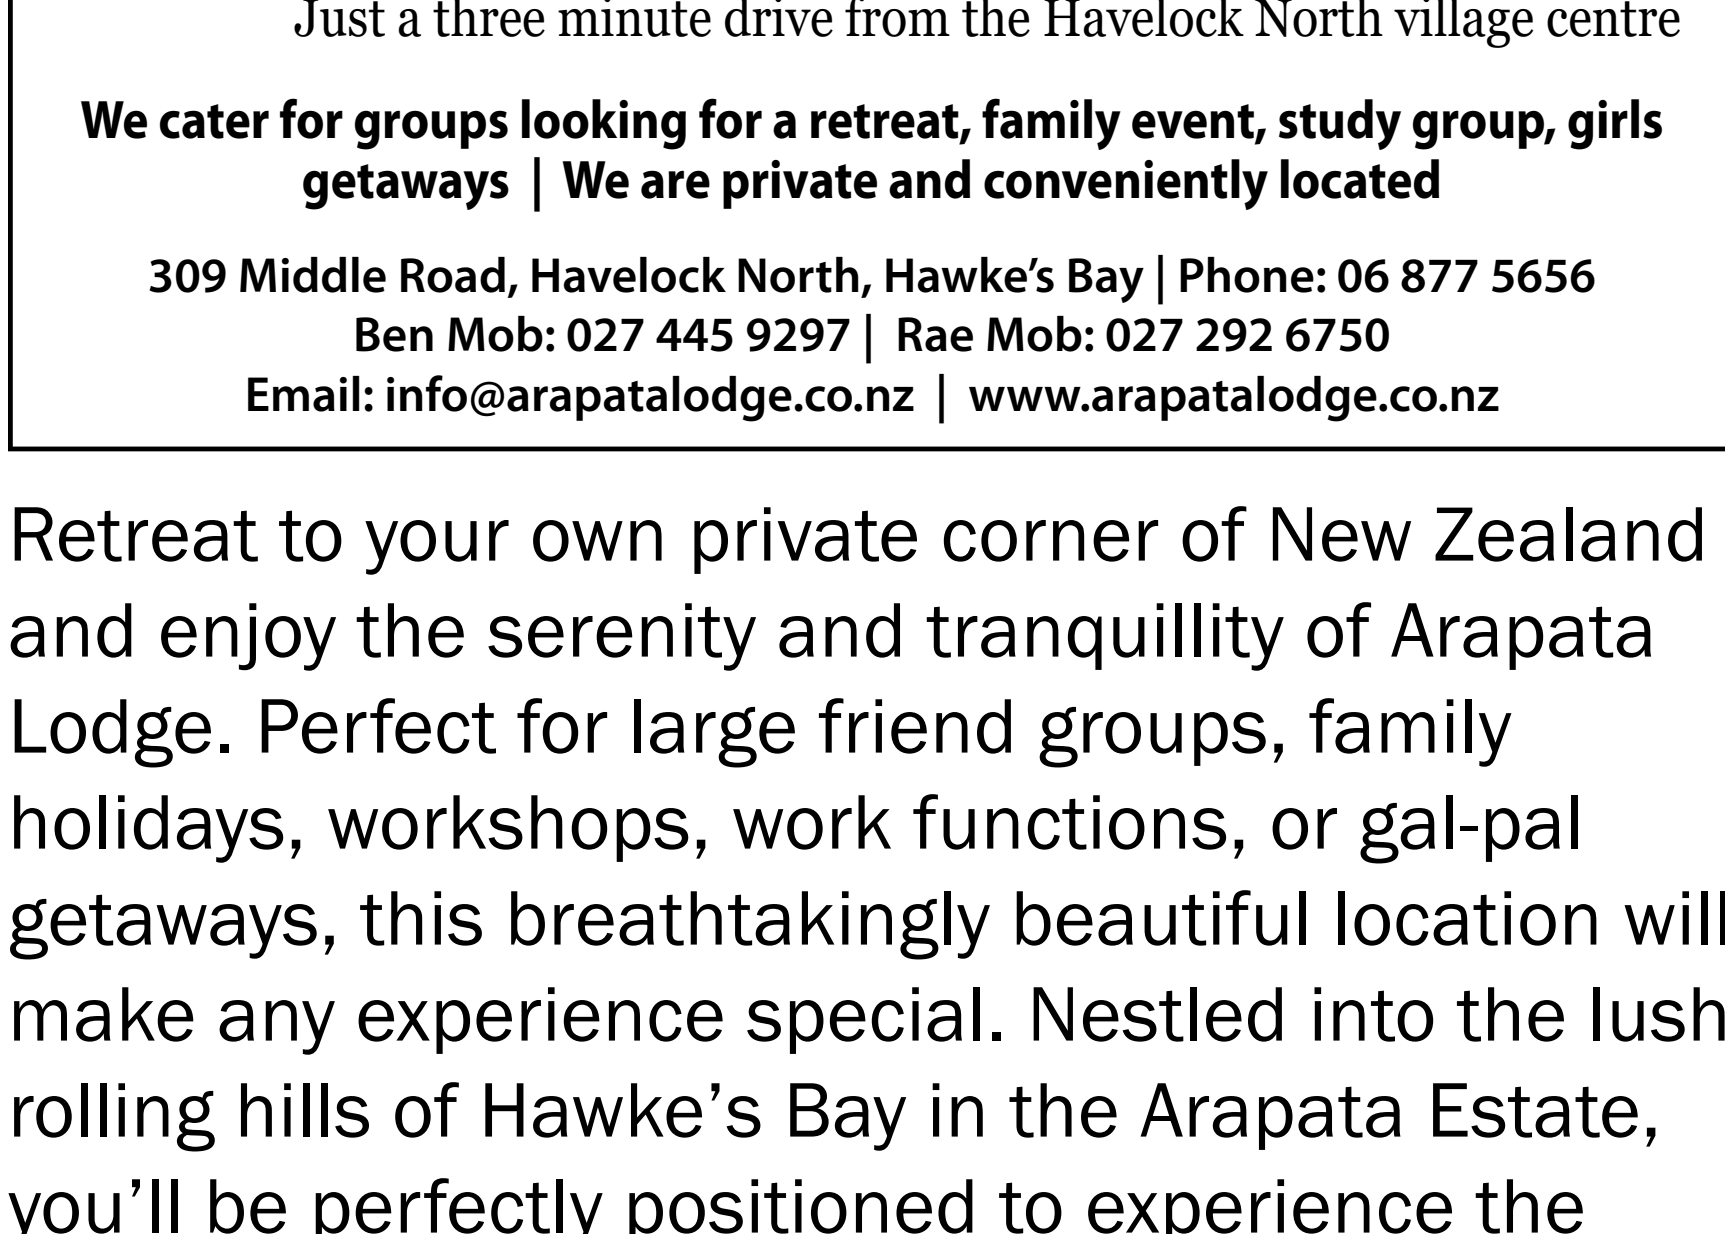 Just a three minute drive from the Havelock North village centre
We cater for groups looking for a retreat, family event, study group, girls
getaways | We are private and conveniently located
309 Middle Road, Havelock North, Hawke’s Bay | Phone: 06 877 5656
Ben Mob: 027 445 9297 | Rae Mob: 027 292 6750
Email: info@arapatalodge.co.nz | www.arapatalodge.co.nz
Retreat to your own private corner of New Zealand
and enjoy the serenity and tranquillity of Arapata
Lodge. Perfect for large friend groups, family
holidays, workshops, work functions, or gal-pal
getaways, this breathtakingly beautiful location will
make any experience special. Nestled into the lush
rolling hills of Hawke’s Bay in the Arapata Estate,
you’ll be perfectly positioned to experience the